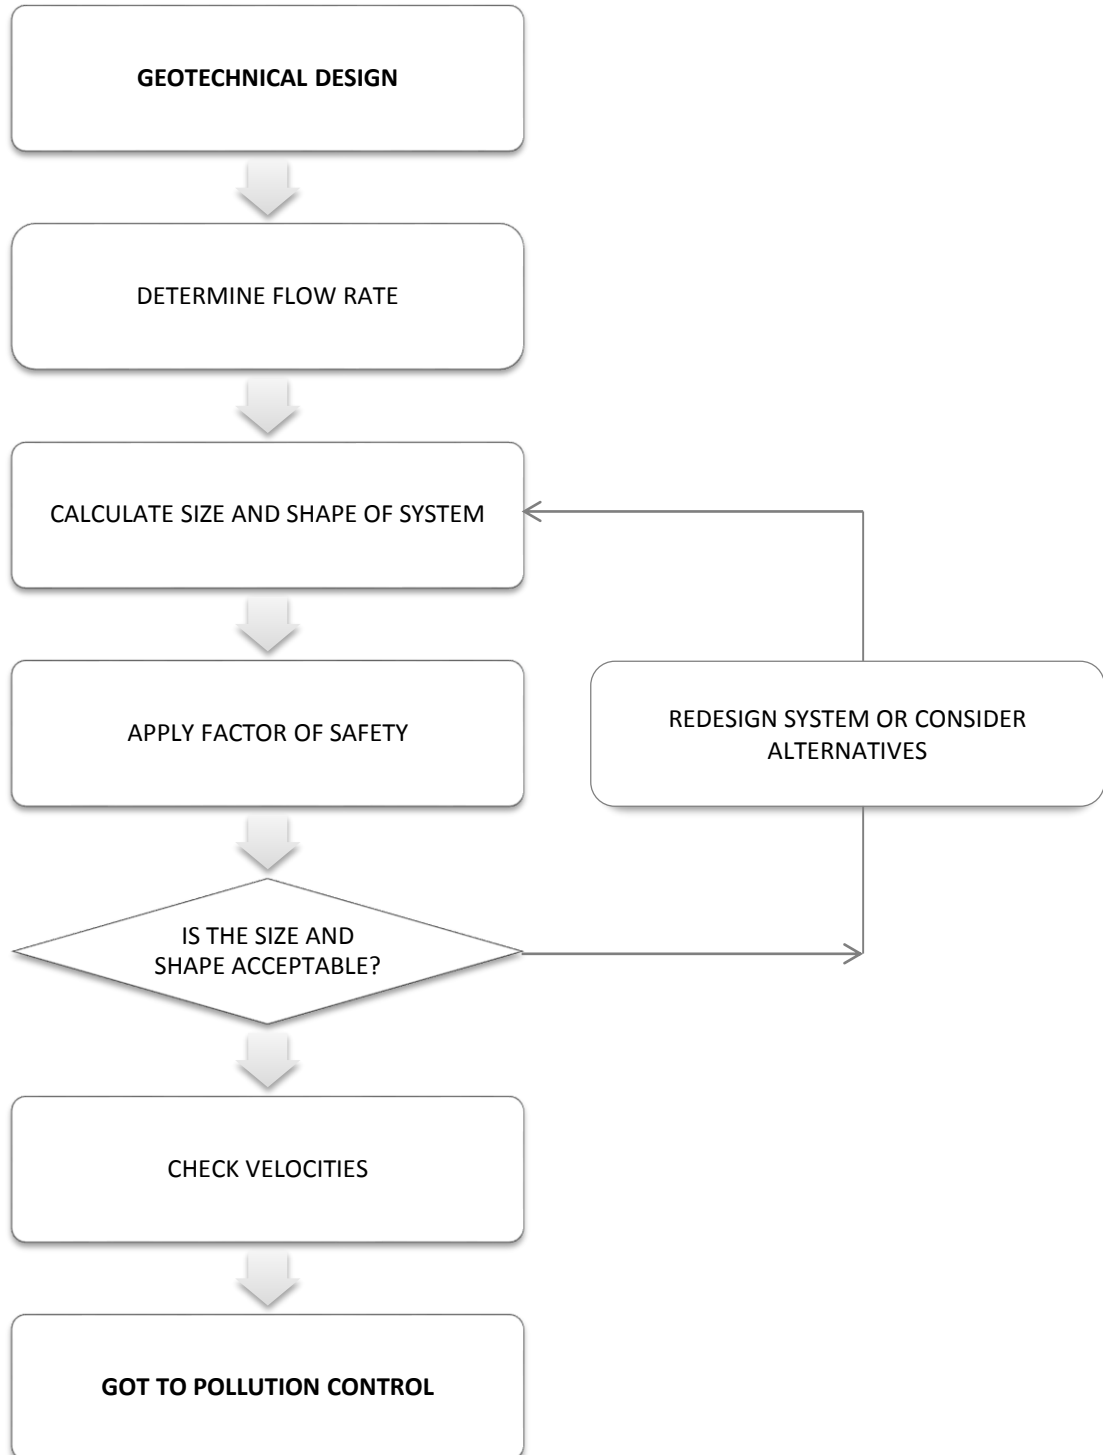 GEOTECHNICAL DESIGN
DETERMINE FLOW RATE
CALCULATE SIZE AND SHAPE OF SYSTEM
APPLY FACTOR OF SAFETY
REDESIGN SYSTEM OR CONSIDER
ALTERNATIVES
IS THE SIZE AND
SHAPE ACCEPTABLE?
CHECK VELOCITIES
GOT TO POLLUTION CONTROL